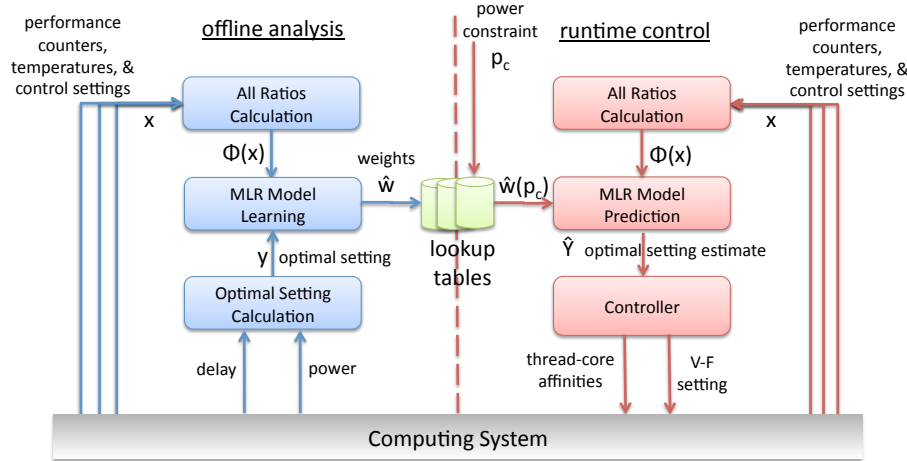 performance
counters,
temperatures, &
control settings
offline analysis
power
constraint
p_c
runtime control
performance
counters,
temperatures, &
control settings
x
All Ratios
Calculation
All Ratios
Calculation
x
Φ(x)
Φ(x)
weights
ŵ
ŵ(p_c)
MLR Model
Learning
MLR Model
Prediction
lookup
tables
y optimal setting
Ŷ optimal setting estimate
Optimal Setting
Calculation
Controller
delay
power
thread-core
affinities
V-F
setting
Computing System